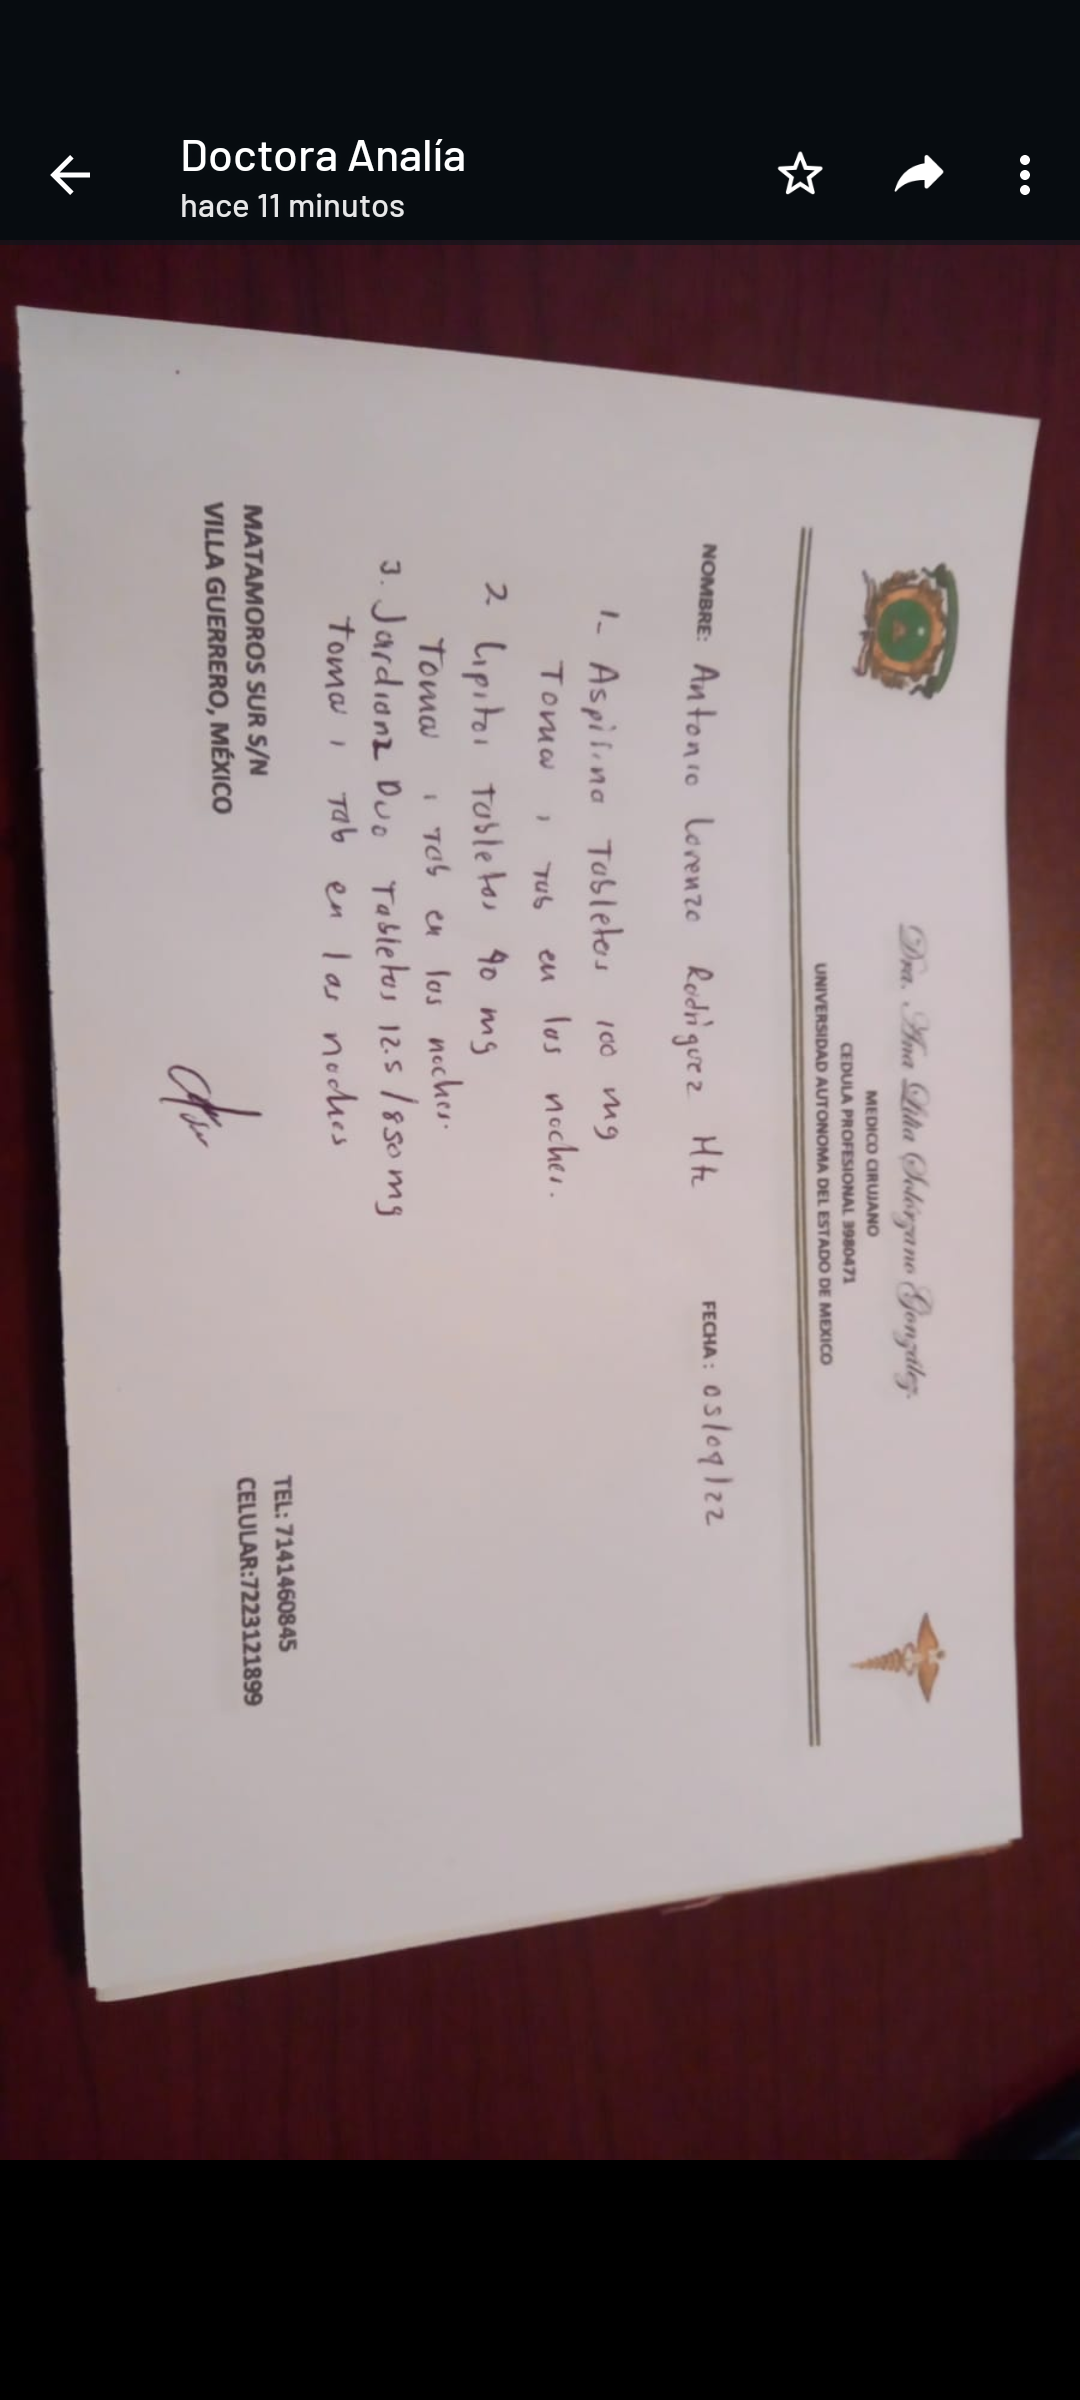 Doctora Analía
hace 11 minutos
Dra. Ana Lilia Solórzano González.
MEDICO CIRUJANO
CEDULA PROFESIONAL 3980471
UNIVERSIDAD AUTONOMA DEL ESTADO DE MEXICO
NOMBRE: Antonio Lorenzo Rodriguez Htz FECHA: 05/09/22
1- Aspirina Tabletas 100 mg
Toma 1 Tab en las noches.
2 Lipitor Tabletas 40 mg
Toma 1 Tab en las noches.
3. Jardianz Duo Tabletas 12.5/850 mg
Toma 1 Tab en las noches
MATAMOROS SUR S/N
VILLA GUERRERO, MÉXICO
TEL: 7141460845
CELULAR:7223121899